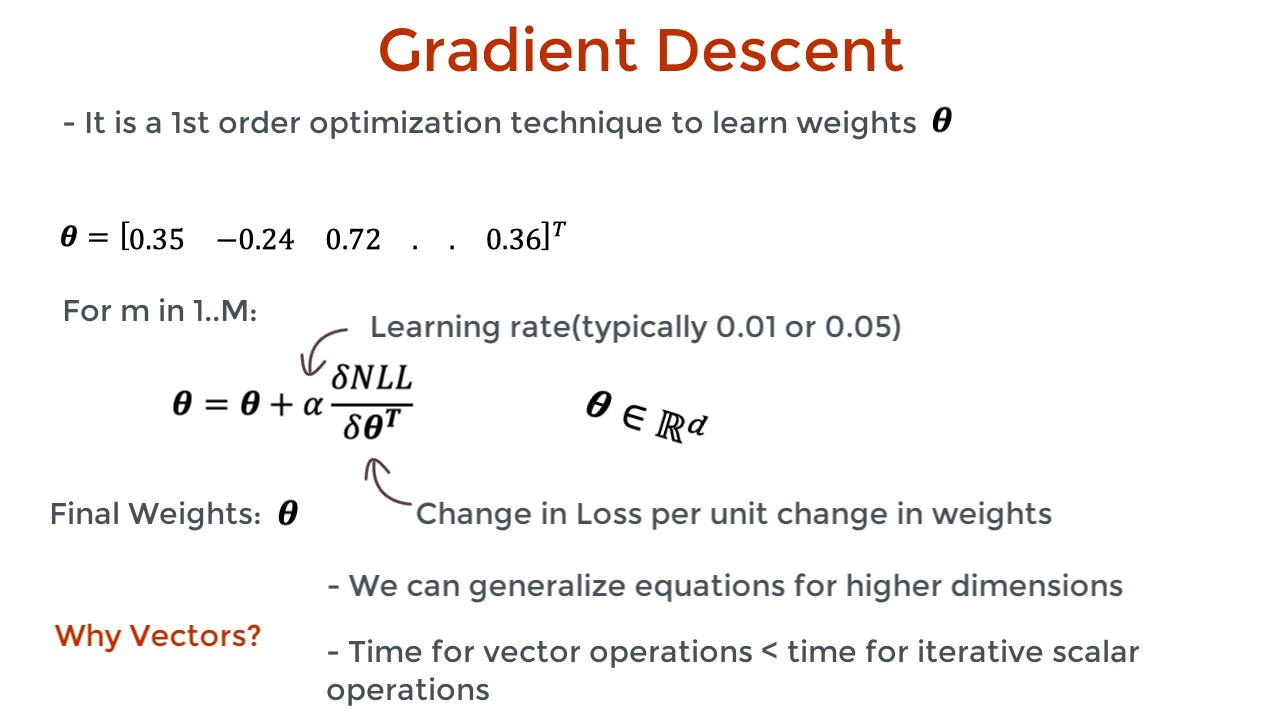 Gradient Descent
- It is a 1st order optimization technique to learn weights θ
θ = [0.35 −0.24 0.72 . . 0.36]ᵀ
For m in 1..M:
Learning rate(typically 0.01 or 0.05)
θ = θ + α δNLL / δθᵀ
θ ∈ ℝᵈ
Final Weights: θ
Change in Loss per unit change in weights
- We can generalize equations for higher dimensions
Why Vectors?
- Time for vector operations < time for iterative scalar
operations